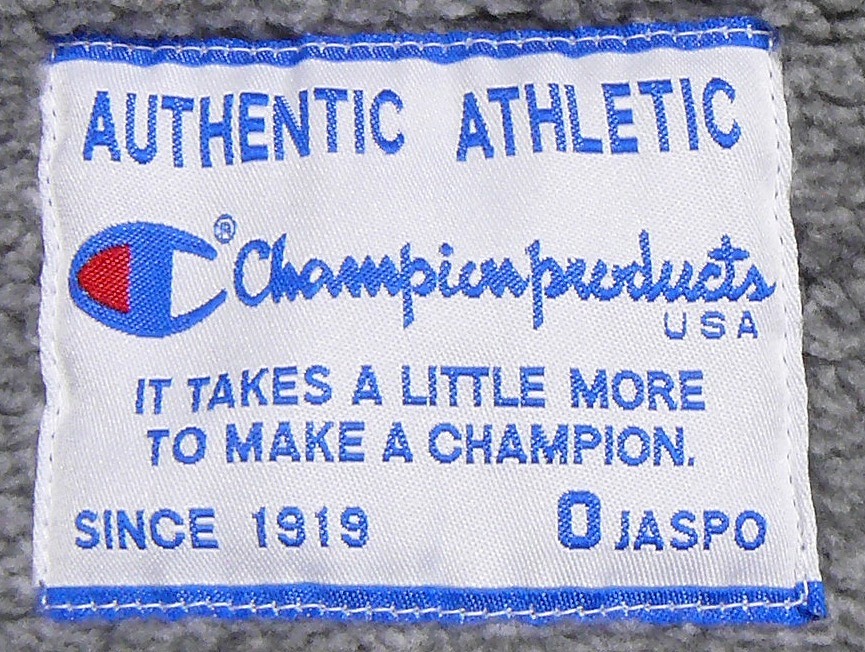 AUTHENTIC ATHLETIC
® Championproducts
USA
IT TAKES A LITTLE MORE
TO MAKE A CHAMPION.
SINCE 1919
O JASPO